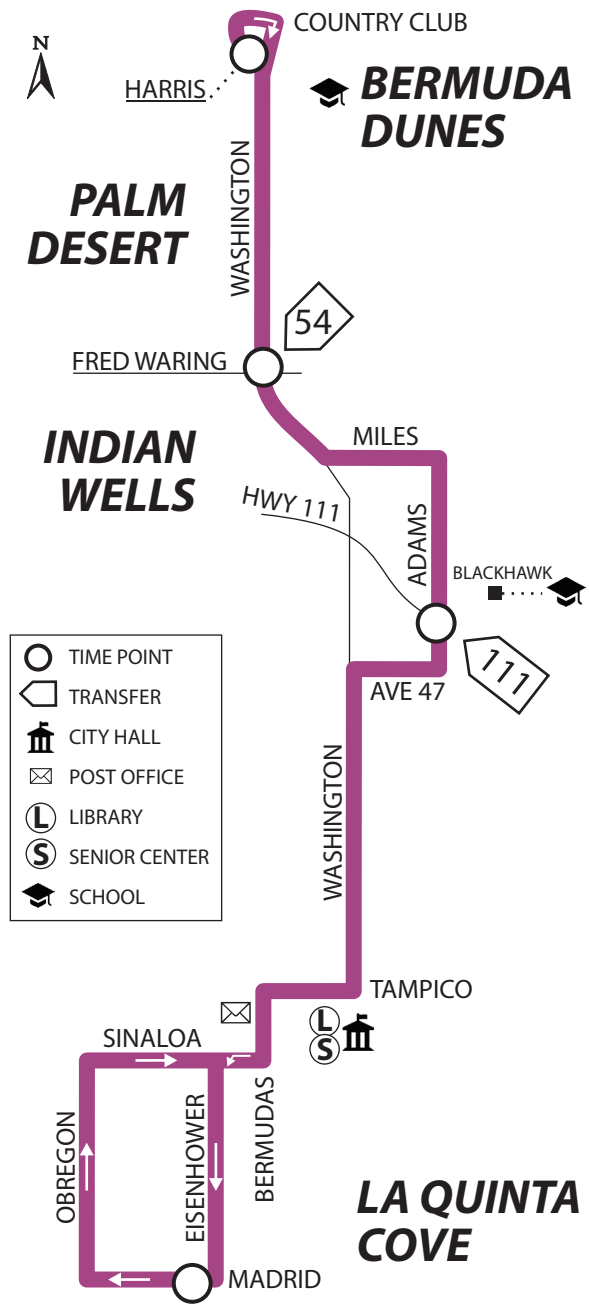 COUNTRY CLUB
N
HARRIS
BERMUDA
DUNES
WASHINGTON
PALM
DESERT
54
FRED WARING
MILES
INDIAN
WELLS
HWY 111
ADAMS
BLACKHAWK
111
AVE 47
TIME POINT
TRANSFER
CITY HALL
POST OFFICE
L LIBRARY
S SENIOR CENTER
SCHOOL
WASHINGTON
TAMPICO
L
S
SINALOA
OBREGON
EISENHOWER
BERMUDAS
LA QUINTA
COVE
MADRID